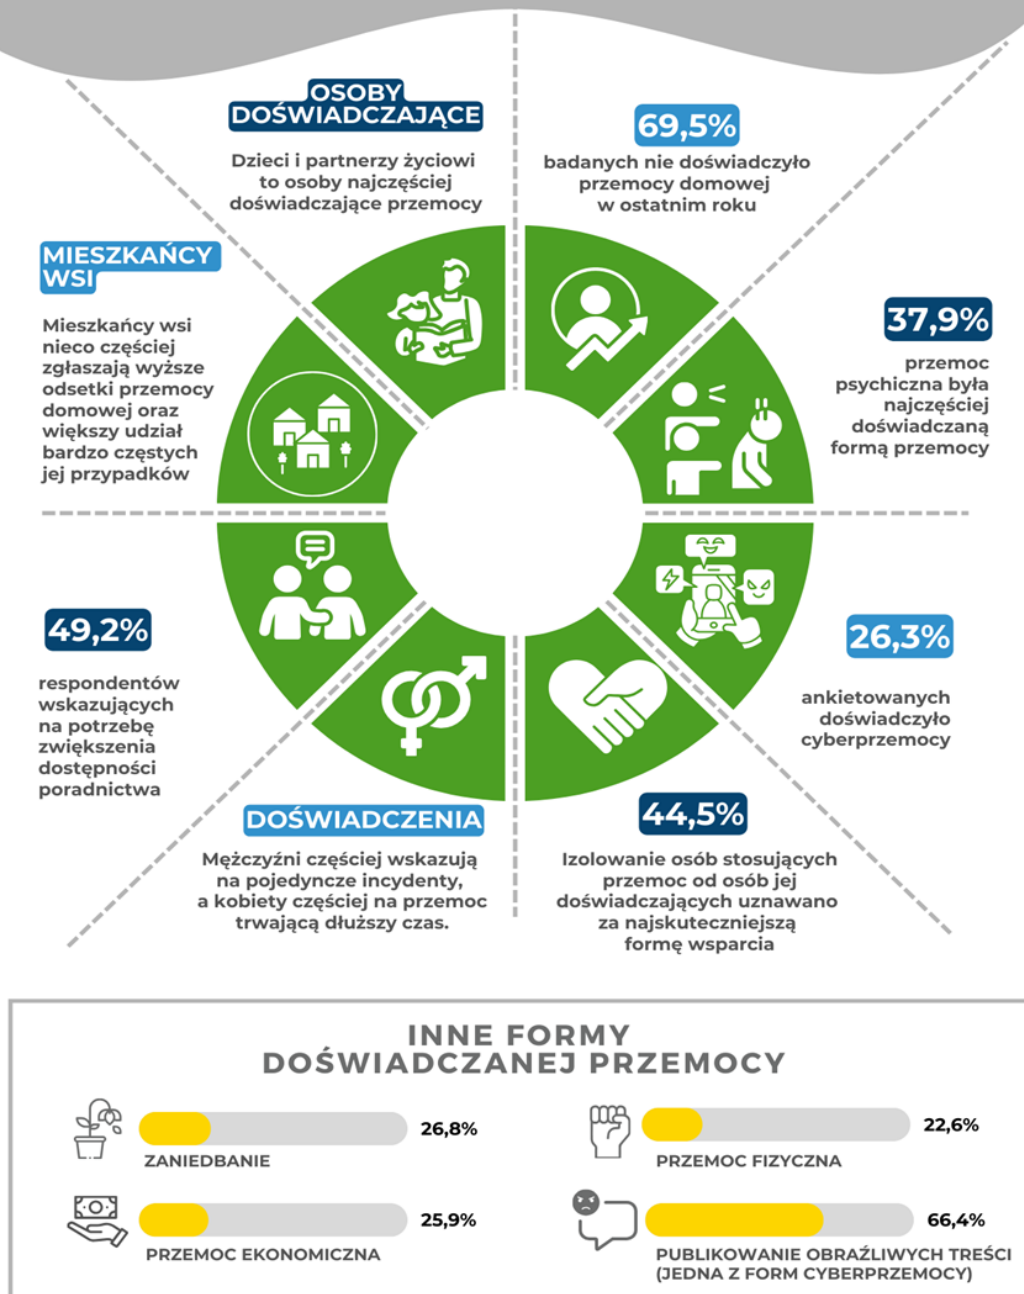 OSOBY
DOŚWIADCZAJĄCE
Dzieci i partnerzy życiowi
to osoby najczęściej
doświadczające przemocy
69,5%
badanych nie doświadczyło
przemocy domowej
w ostatnim roku
MIESZKAŃCY
WSI
Mieszkańcy wsi
nieco częściej
zgłaszają wyższe
odsetki przemocy
domowej oraz
większy udział
bardzo częstych
jej przypadków
37,9%
przemoc
psychiczna była
najczęściej
doświadczaną
formą przemocy
49,2%
respondentów
wskazujących
na potrzebę
zwiększenia
dostępności
poradnictwa
26,3%
ankietowanych
doświadczyło
cyberprzemocy
DOŚWIADCZENIA
Mężczyźni częściej wskazują
na pojedyncze incydenty,
a kobiety częściej na przemoc
trwającą dłuższy czas.
44,5%
Izolowanie osób stosujących
przemoc od osób jej
doświadczających uznawano
za najskuteczniejszą
formę wsparcia
INNE FORMY
DOŚWIADCZANEJ PRZEMOCY
26,8%
ZANIEDBANIE
22,6%
PRZEMOC FIZYCZNA
25,9%
PRZEMOC EKONOMICZNA
66,4%
PUBLIKOWANIE OBRAŹLIWYCH TREŚCI
(JEDNA Z FORM CYBERPRZEMOCY)